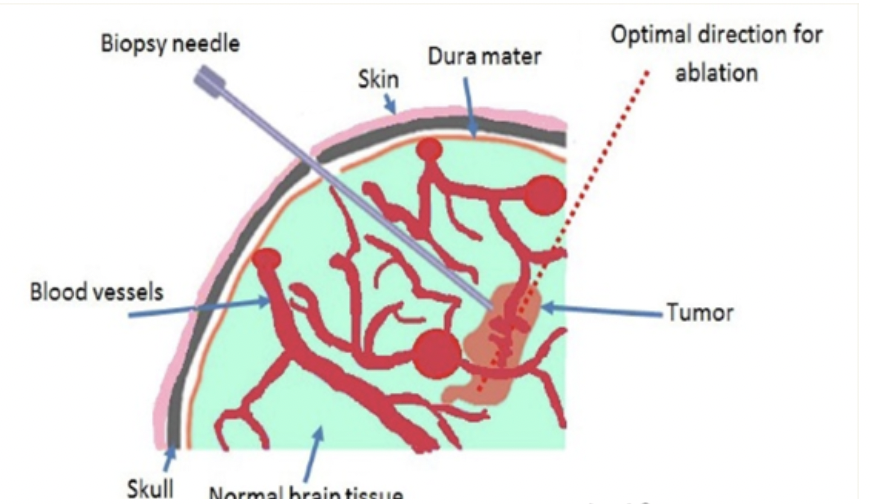 Biopsy needle
Optimal direction for
ablation
Dura mater
Skin
Blood vessels
Tumor
Skull
Normal brain tissue